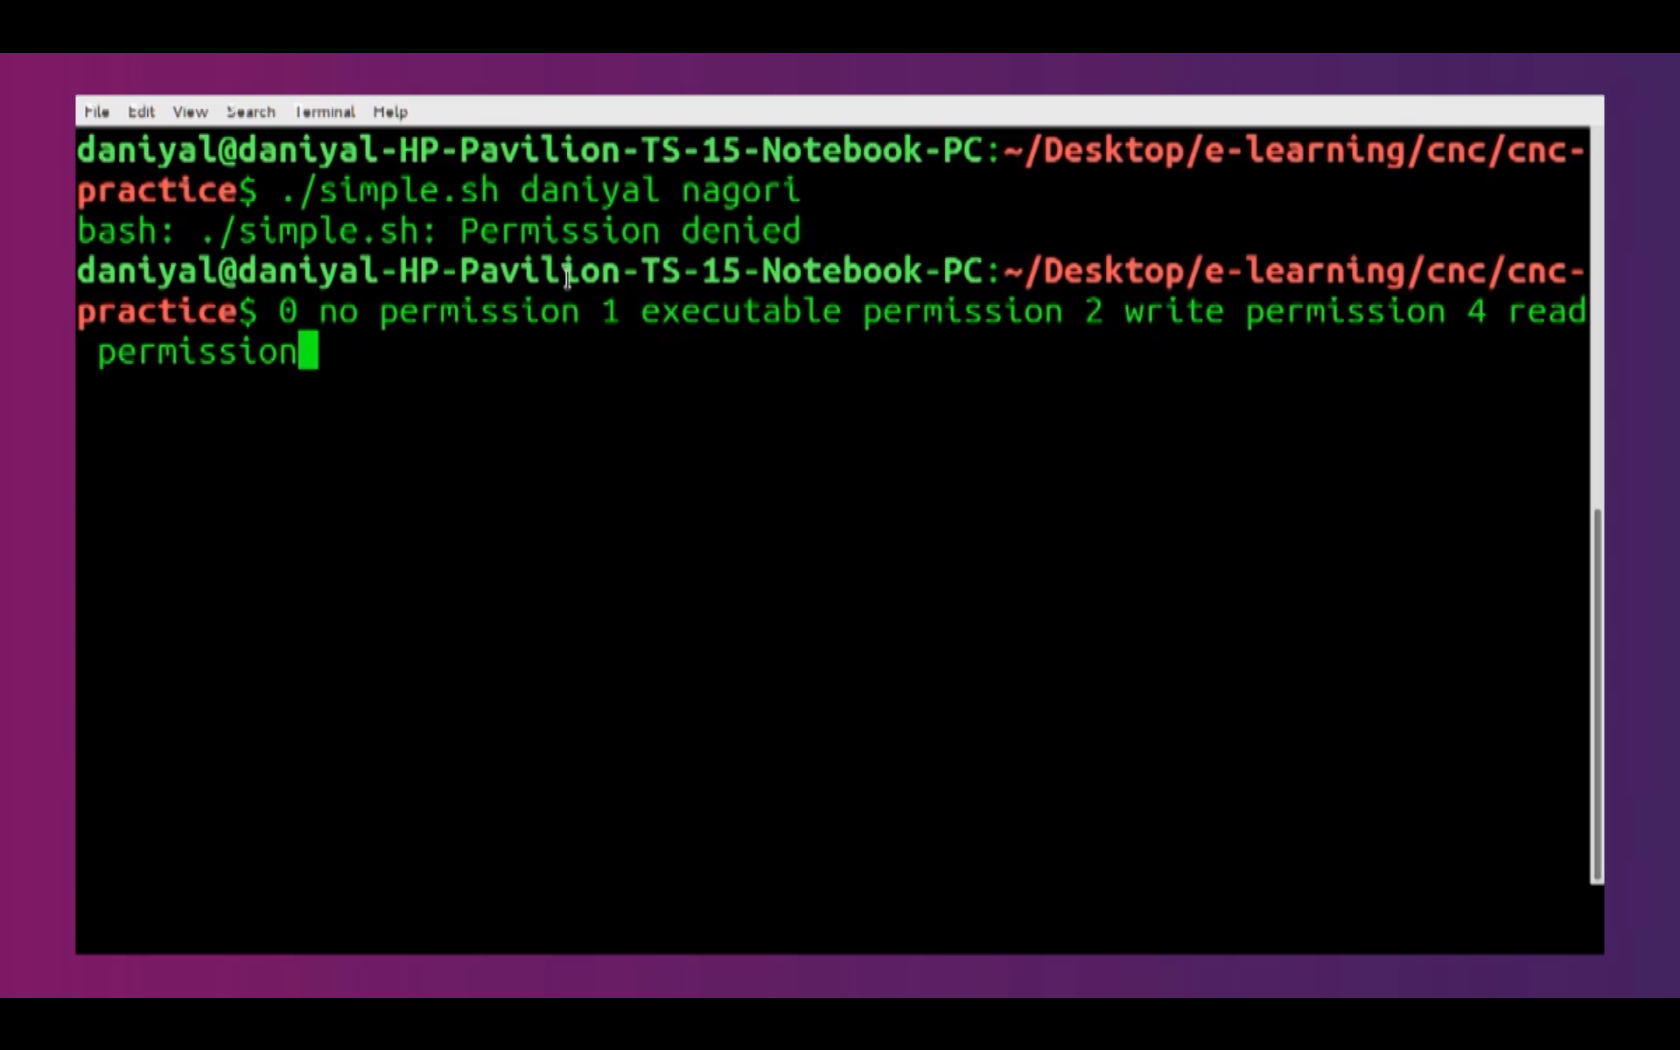 File Edit View Search Terminal Help
daniyal@daniyal-HP-Pavilion-TS-15-Notebook-PC:~/Desktop/e-learning/cnc/cnc-
practice$ ./simple.sh daniyal nagori
bash: ./simple.sh: Permission denied
daniyal@daniyal-HP-Pavilion-TS-15-Notebook-PC:~/Desktop/e-learning/cnc/cnc-
practice$ 0 no permission 1 executable permission 2 write permission 4 read
permission